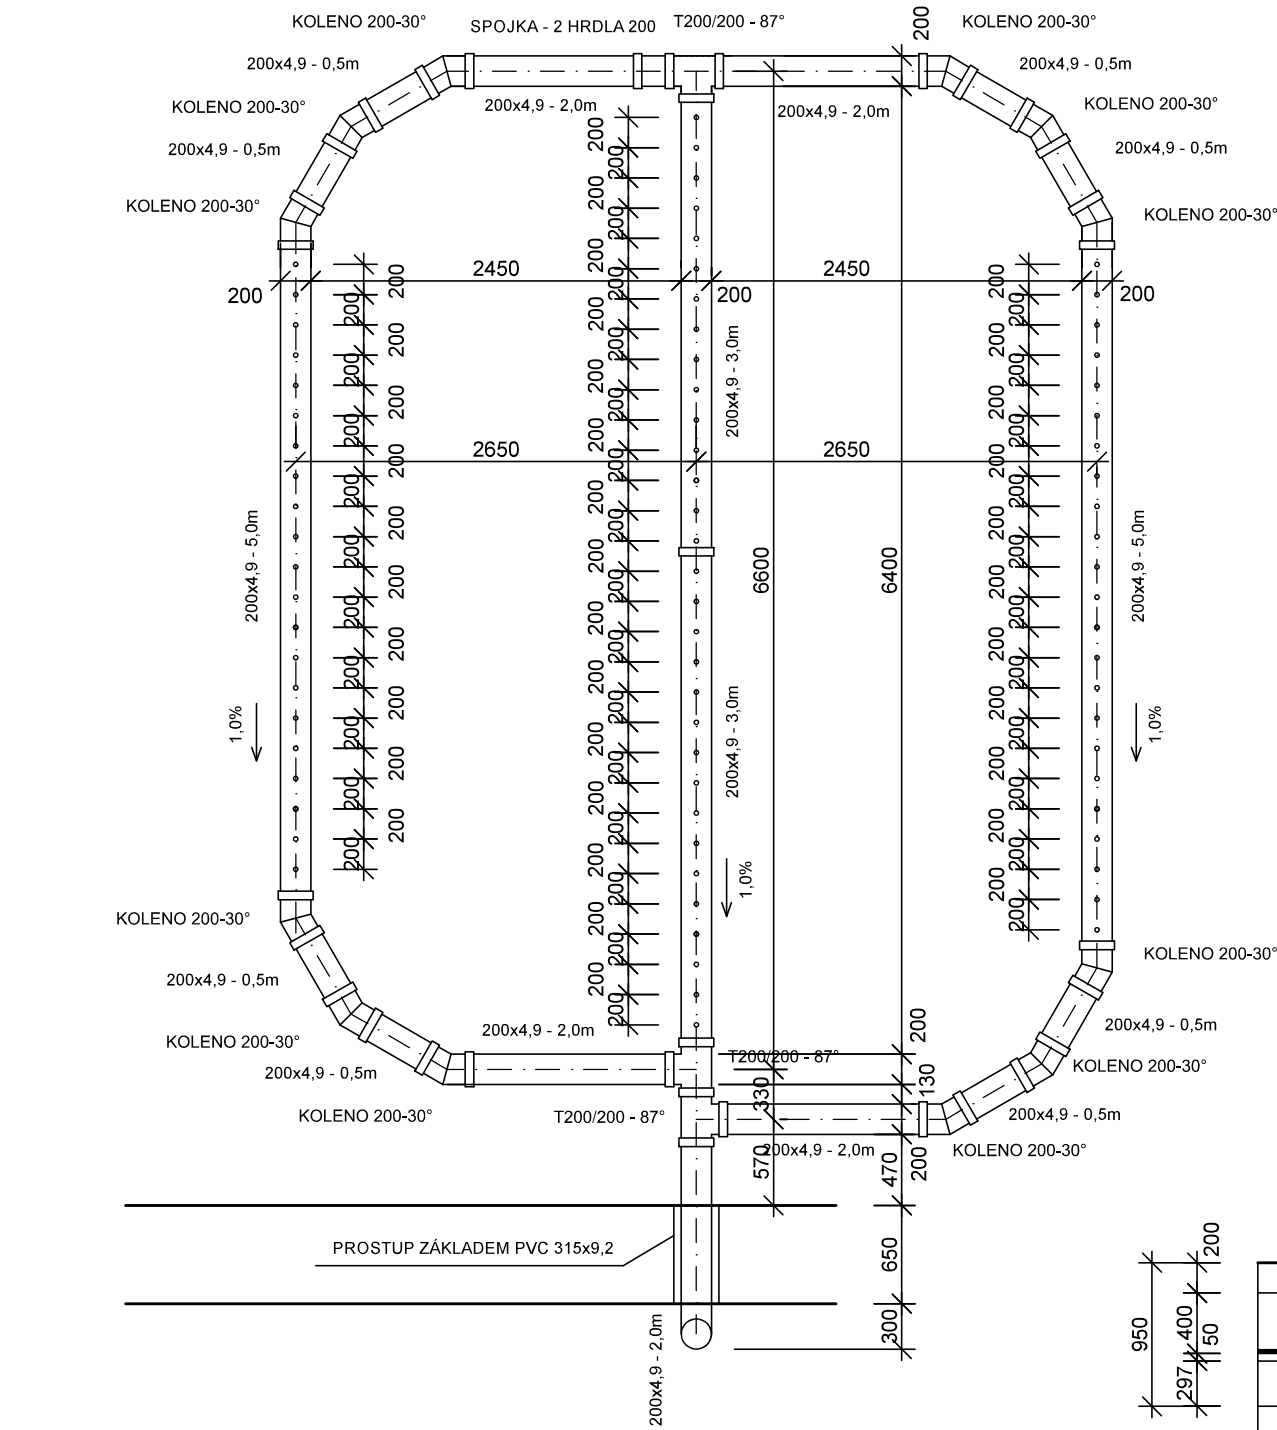 KOLENO 200-30°
SPOJKA - 2 HRDLA 200
T200/200 - 87°
200
KOLENO 200-30°
200x4,9 - 0,5m
200x4,9 - 0,5m
KOLENO 200-30°
200x4,9 - 2,0m
200x4,9 - 2,0m
KOLENO 200-30°
200x4,9 - 0,5m
200x4,9 - 0,5m
KOLENO 200-30°
KOLENO 200-30°
2450
2450
200
200
200
200x4,9 - 3,0m
2650
2650
200x4,9 - 5,0m
6600
6400
200x4,9 - 5,0m
1,0%
200x4,9 - 3,0m
1,0%
1,0%
KOLENO 200-30°
KOLENO 200-30°
200x4,9 - 0,5m
200x4,9 - 2,0m
200
200x4,9 - 0,5m
KOLENO 200-30°
T200/200 - 87°
KOLENO 200-30°
200x4,9 - 0,5m
330
130
KOLENO 200-30°
T200/200 - 87°
200x4,9 - 0,5m
570
200x4,9 - 2,0m
470
200
KOLENO 200-30°
PROSTUP ZÁKLADEM PVC 315x9,2
650
300
200x4,9 - 2,0m
950
200
400
50
297